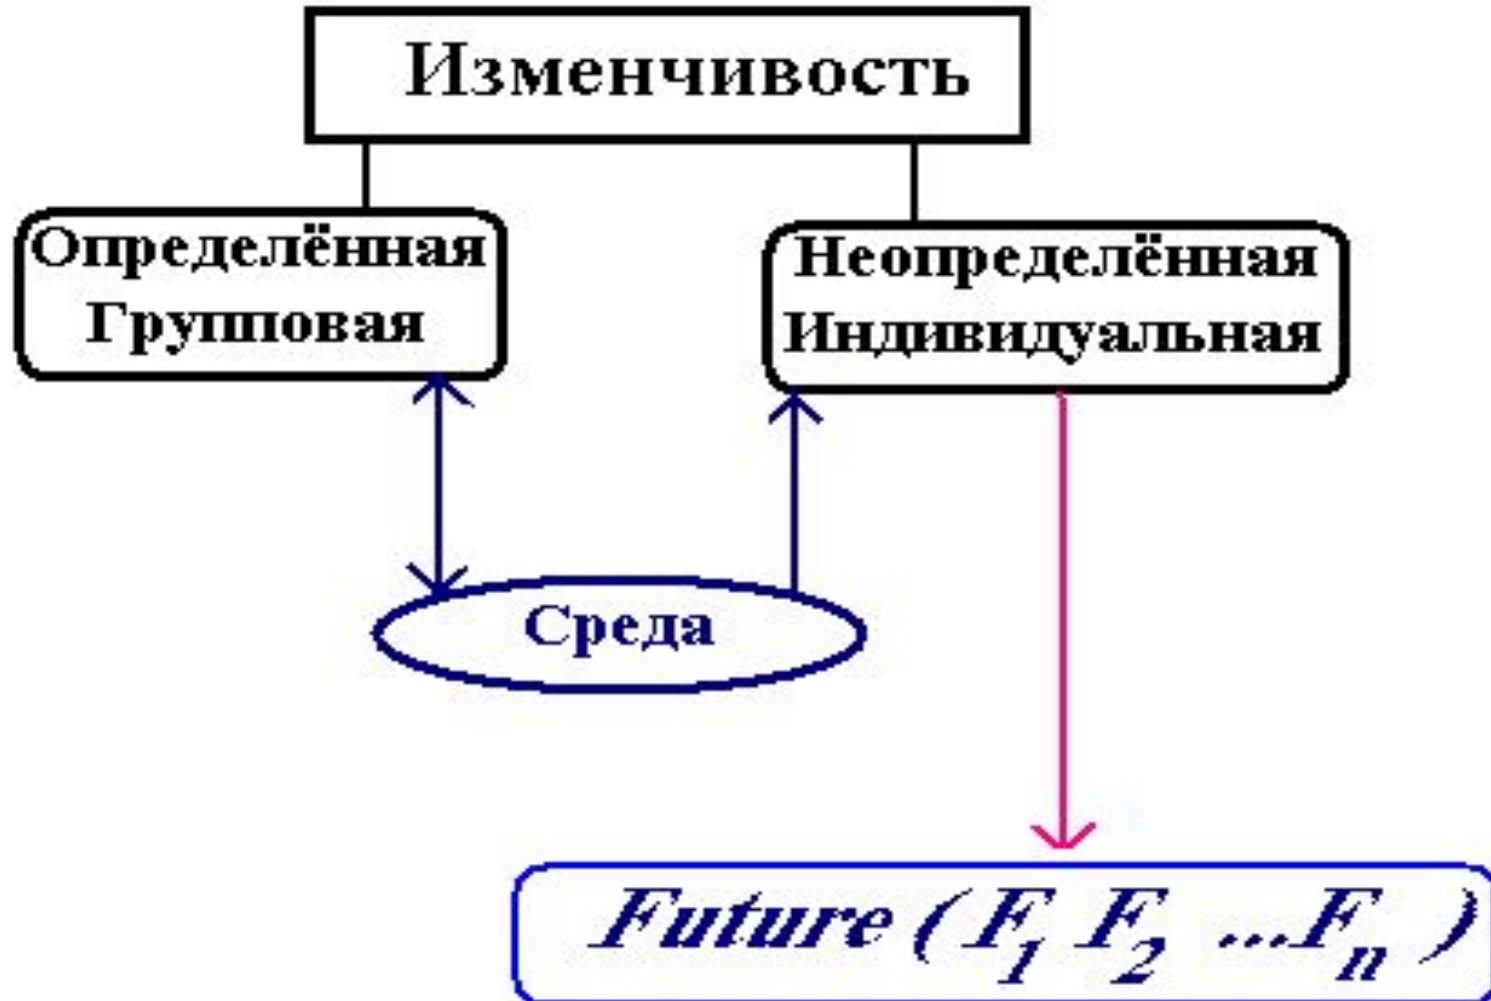 Изменчивость
Определённая
Групповая
Неопределённая
Индивидуальная
Среда
Future ( F₁ F₂ ...Fₙ )